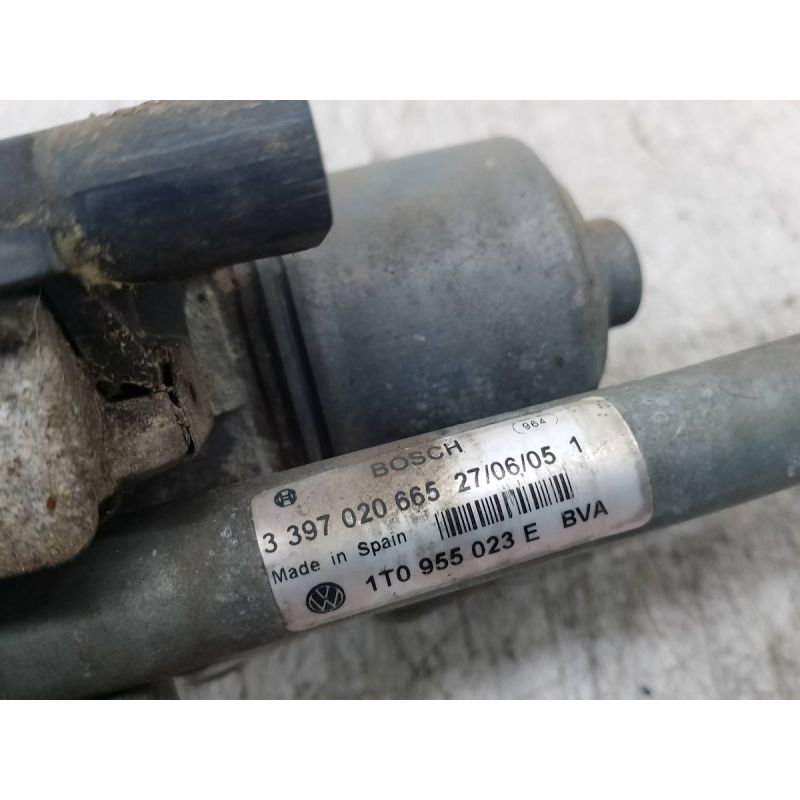 BOSCH (964)
3 397 020 665 27/06/05 1
Made in Spain
1T0 955 023 E BVA